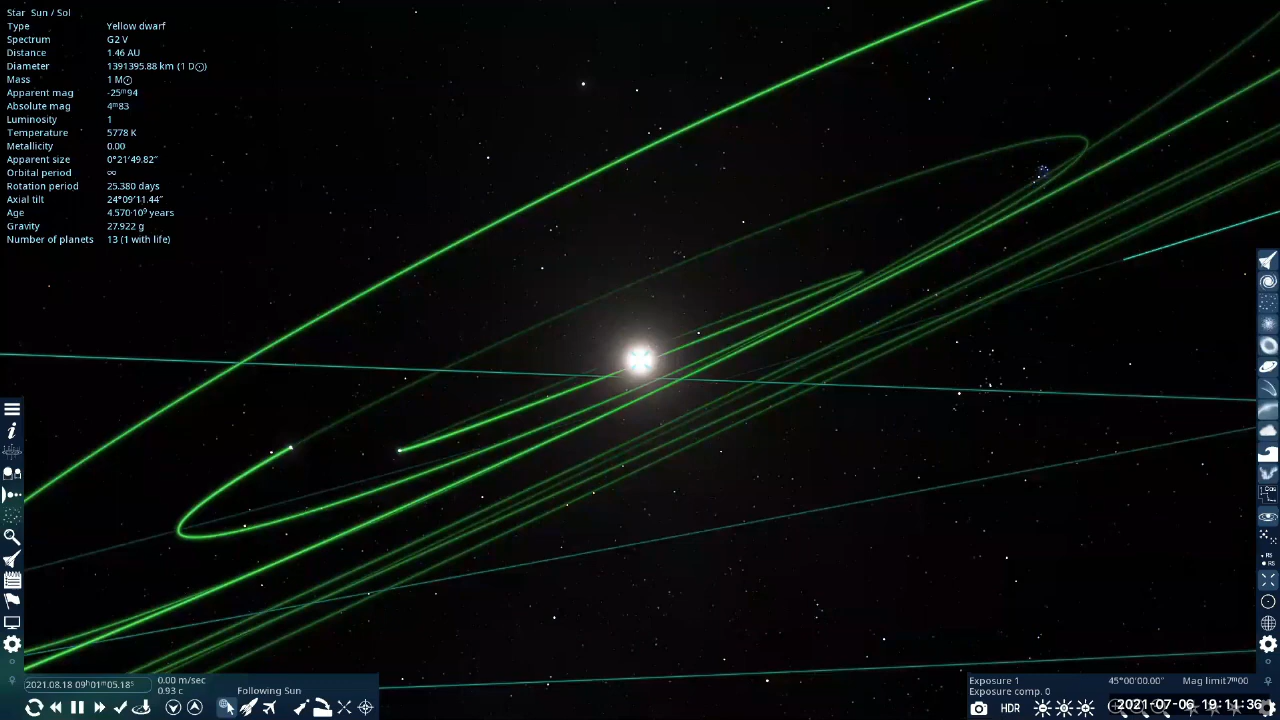 Star Sun / Sol
Type Yellow dwarf
Spectrum G2 V
Distance 1.46 AU
Diameter 1391395.88 km (1 D☉)
Mass 1 M☉
Apparent mag -25ᵐ94
Absolute mag 4ᵐ83
Luminosity 1
Temperature 5778 K
Metallicity 0.00
Apparent size 0°21'49.82"
Orbital period ∞
Rotation period 25.380 days
Axial tilt 24°09'11.44"
Age 4.570·10⁹ years
Gravity 27.922 g
Number of planets 13 (1 with life)
Gas
RS
RS
2021.08.18 09ʰ01ᵐ05.18ˢ
0.00 m/sec
0.93 c
Following Sun
Exposure 1
45°00'00.00"
Mag limit7ᵐ00
Exposure comp. 0
HDR
2021-07-06 19:11:36